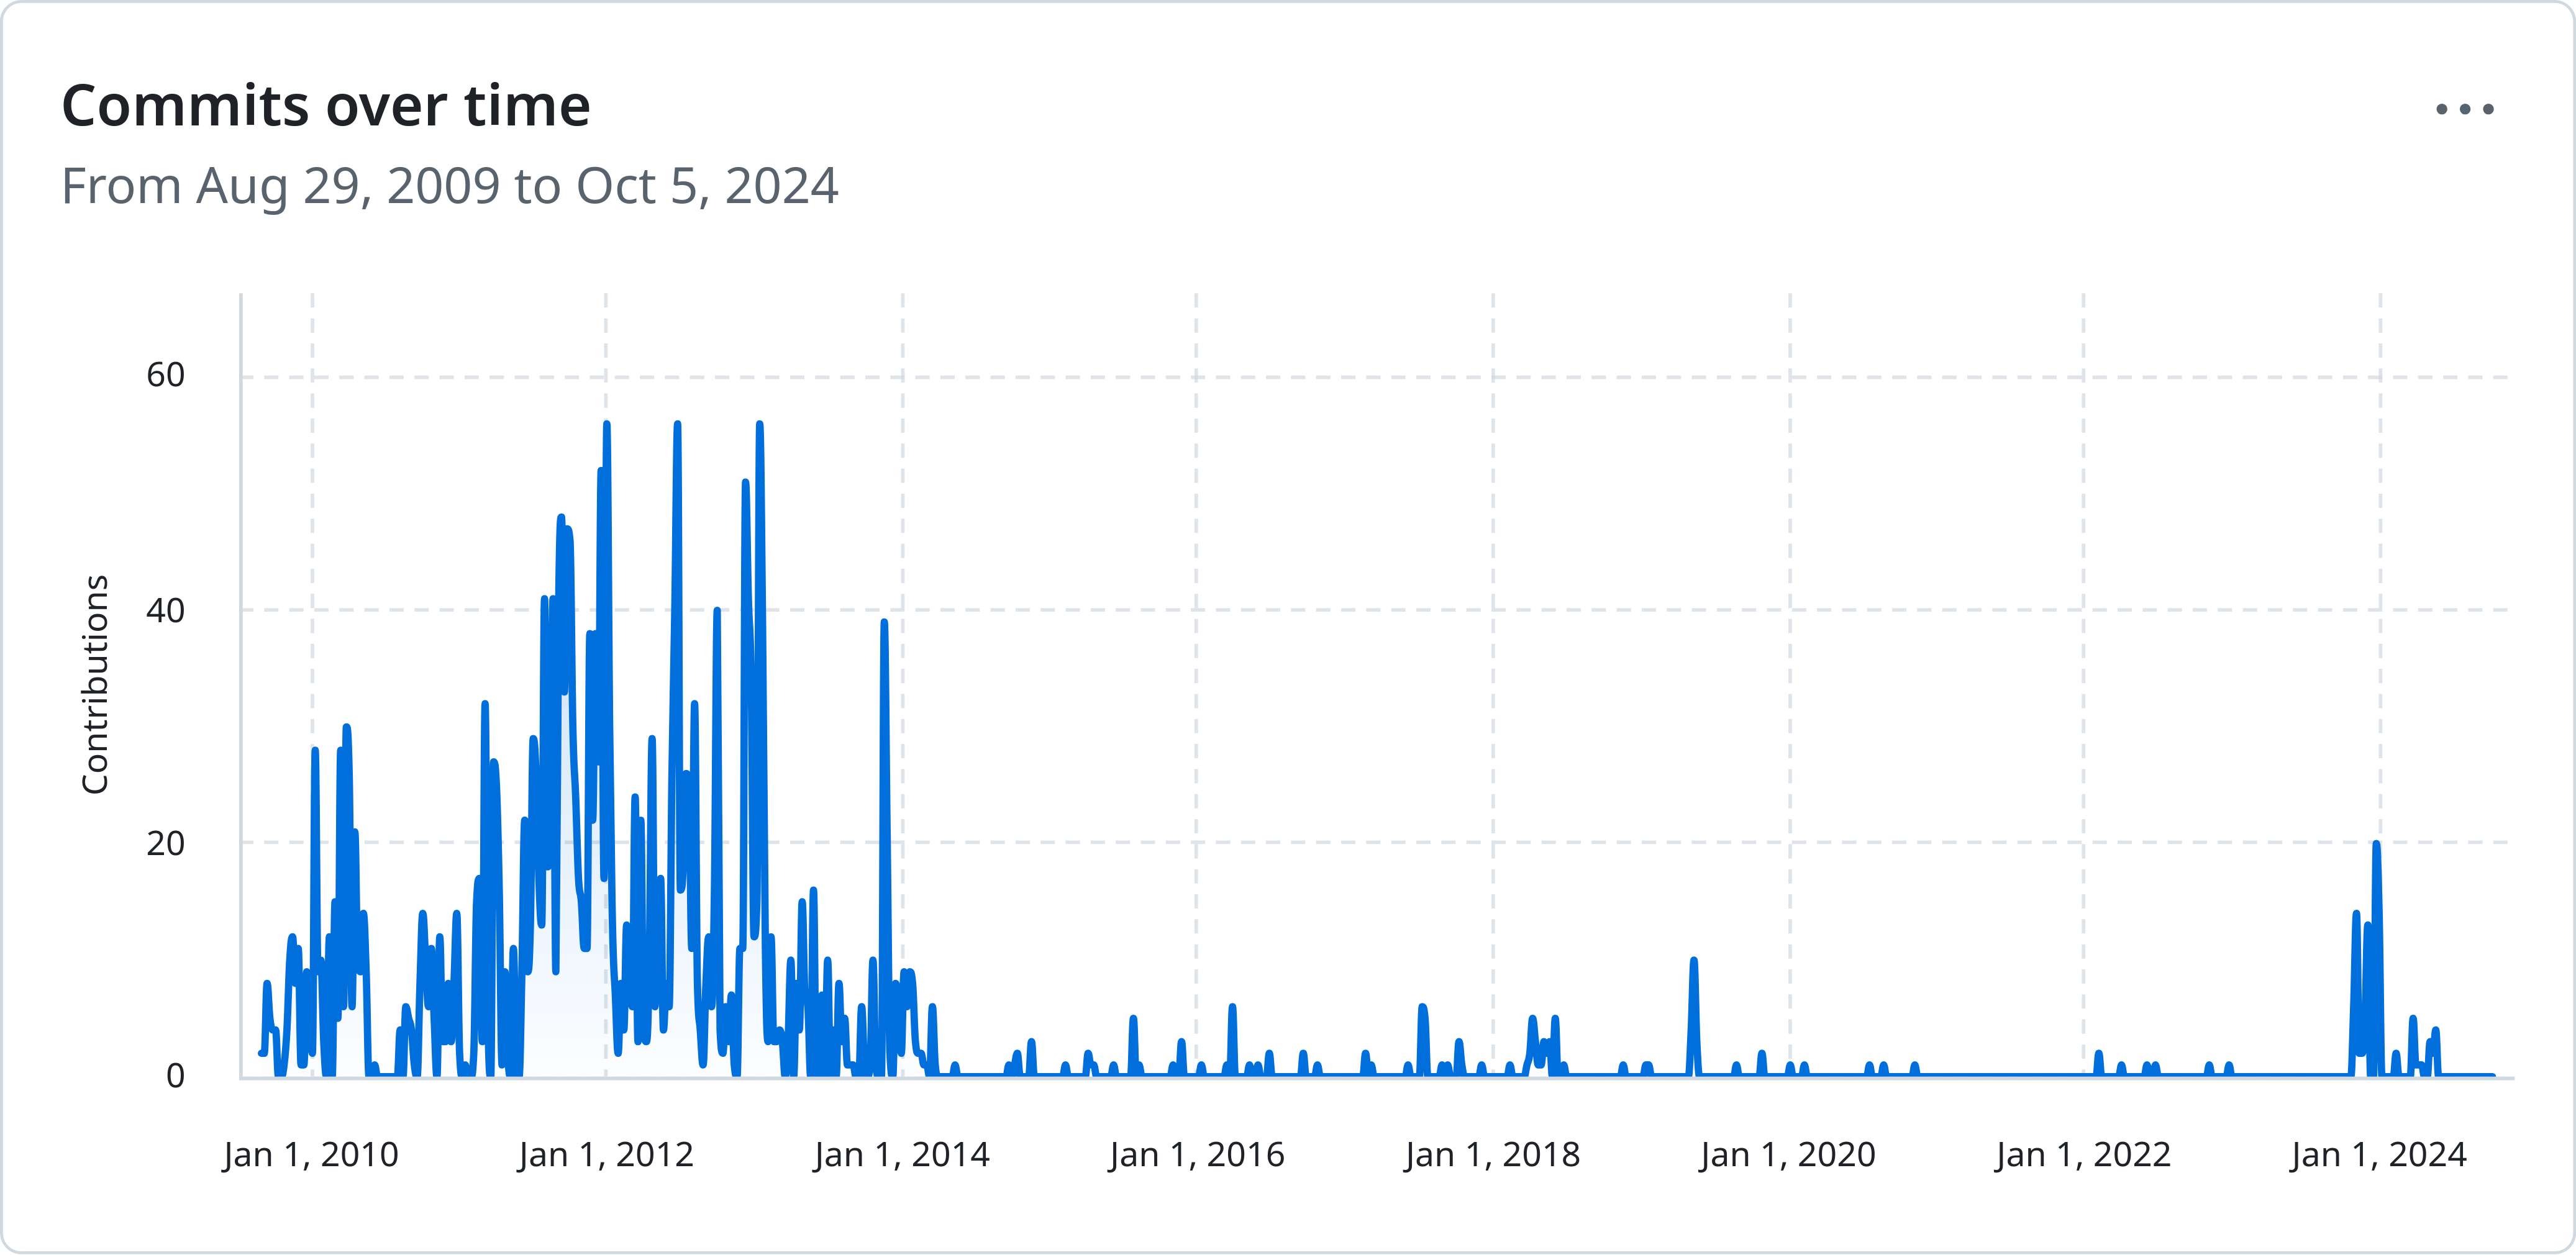 Commits over time
From Aug 29, 2009 to Oct 5, 2024
Contributions
60
40
20
0
Jan 1, 2010
Jan 1, 2012
Jan 1, 2014
Jan 1, 2016
Jan 1, 2018
Jan 1, 2020
Jan 1, 2022
Jan 1, 2024